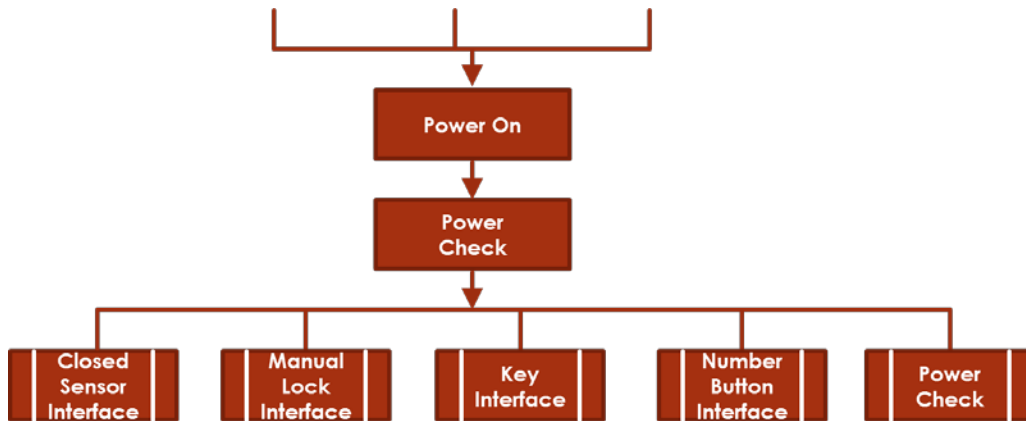 Power On
Power
Check
Closed
Sensor
Interface
Manual
Lock
Interface
Key
Interface
Number
Button
Interface
Power
Check